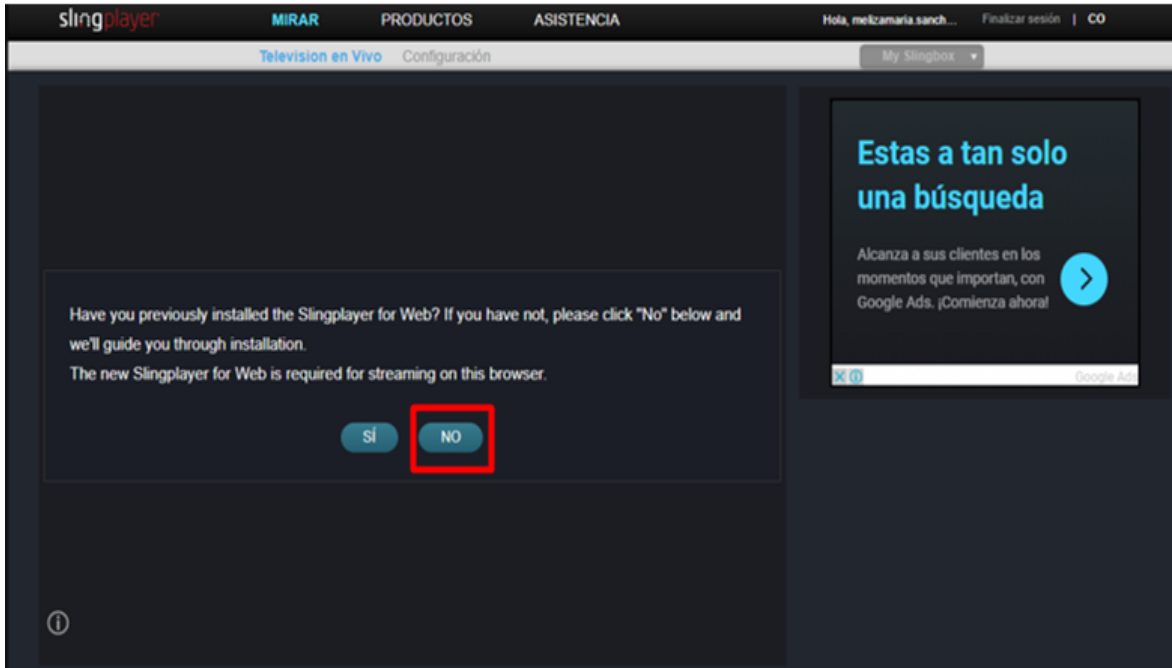 slingplayer MIRAR PRODUCTOS ASISTENCIA Hola, melizamaria.sanch... Finalizar sesión | CO
Television en Vivo Configuración My Slingbox
Estas a tan solo
una búsqueda
Alcanza a sus clientes en los
momentos que importan, con
Google Ads. ¡Comienza ahora!
Google Ads
Have you previously installed the Slingplayer for Web? If you have not, please click "No" below and
we'll guide you through installation.
The new Slingplayer for Web is required for streaming on this browser.
SÍ NO